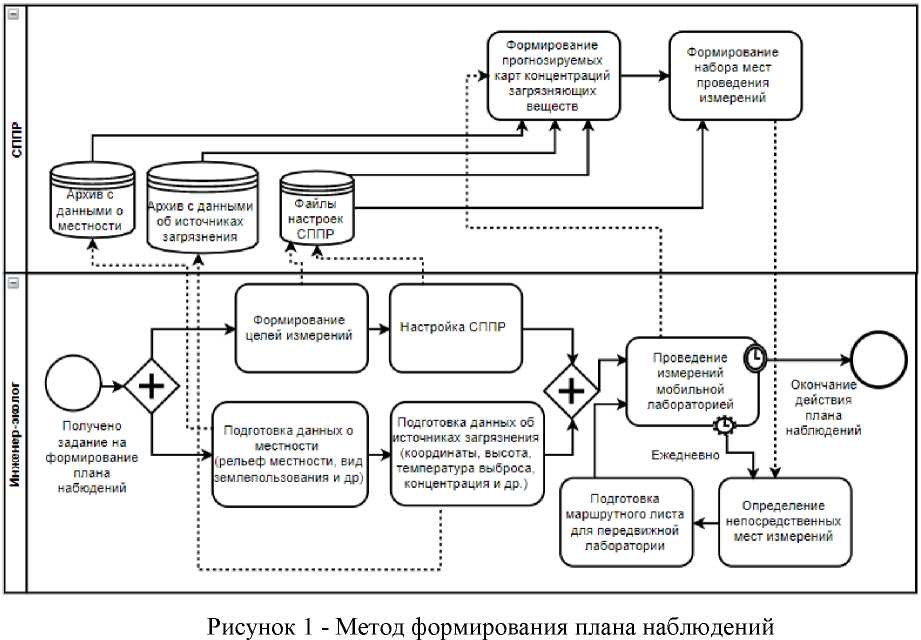 СППР
Формирование
прогнозируемых
карт концентраций
загрязняющих
веществ
Формирование
набора мест
проведения
измерений
Архив с
данными о
местности
Архив с данными
об источниках
загрязнения
Файлы
настроек
СППР
Инженер-эколог
Получено
задание на
формирование
плана
набюдений
Формирование
целей измерений
Настройка СППР
Подготовка данных о
местности
(рельеф местности, вид
землепользования и др)
Подготовка данных об
источниках загрязнения
(координаты, высота,
температура выброса,
концентрация и др.)
Проведение
измерений
мобильной
лабораторией
Окончание
действия
плана
наблюдений
Ежедневно
Подготовка
маршрутного листа
для передвижной
лаборатории
Определение
непосредственных
мест измерений
Рисунок 1 - Метод формирования плана наблюдений